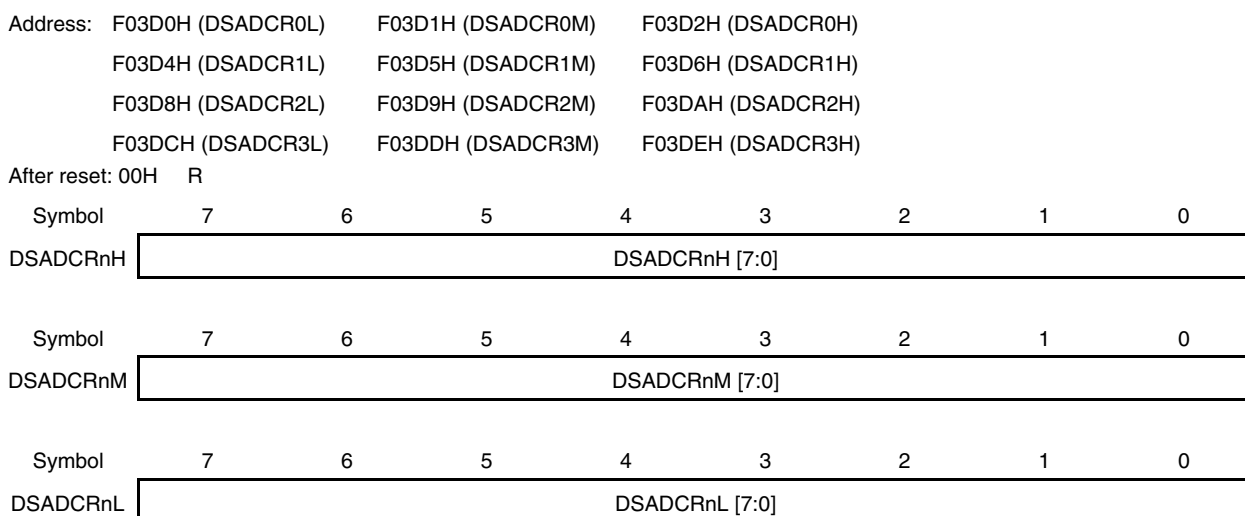 Address: F03D0H (DSADCR0L) F03D1H (DSADCR0M) F03D2H (DSADCR0H)
F03D4H (DSADCR1L) F03D5H (DSADCR1M) F03D6H (DSADCR1H)
F03D8H (DSADCR2L) F03D9H (DSADCR2M) F03DAH (DSADCR2H)
F03DCH (DSADCR3L) F03DDH (DSADCR3M) F03DEH (DSADCR3H)
After reset: 00H R
Symbol 7 6 5 4 3 2 1 0
DSADCRnH DSADCRnH [7:0]
Symbol 7 6 5 4 3 2 1 0
DSADCRnM DSADCRnM [7:0]
Symbol 7 6 5 4 3 2 1 0
DSADCRnL DSADCRnL [7:0]